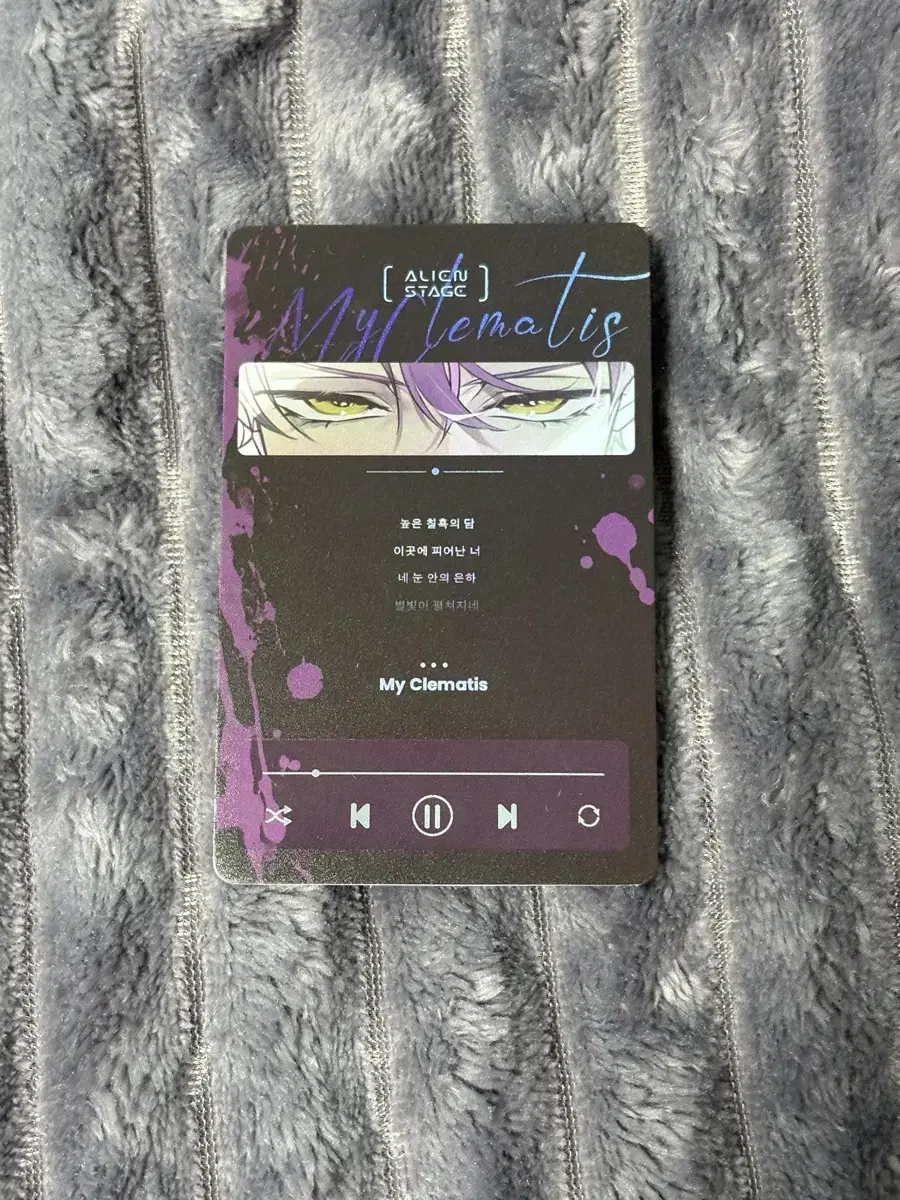 ALIEN
STAGE
My Clematis
높은 칠흑의 담
이곳에 피어난 너
네 눈 안의 은하
별빛이 펼쳐지네
My Clematis